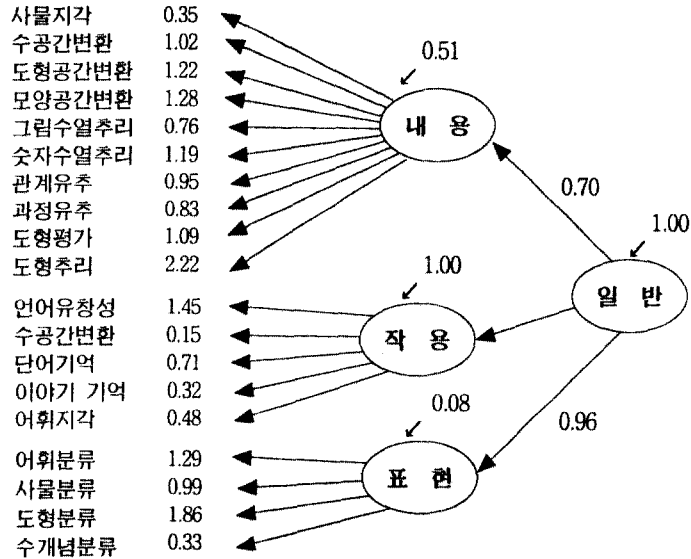 사물지각 0.35
수공간변환 1.02
도형공간변환 1.22
모양공간변환 1.28
그림수열추리 0.76
숫자수열추리 1.19
관계유추 0.95
과정유추 0.83
도형평가 1.09
도형추리 2.22
0.51
내 용
0.70
1.00
일 반
언어유창성 1.45
수공간변환 0.15
단어기억 0.71
이야기 기억 0.32
어휘지각 0.48
1.00
작 용
0.96
어휘분류 1.29
사물분류 0.99
도형분류 1.86
수개념분류 0.33
0.08
표 현